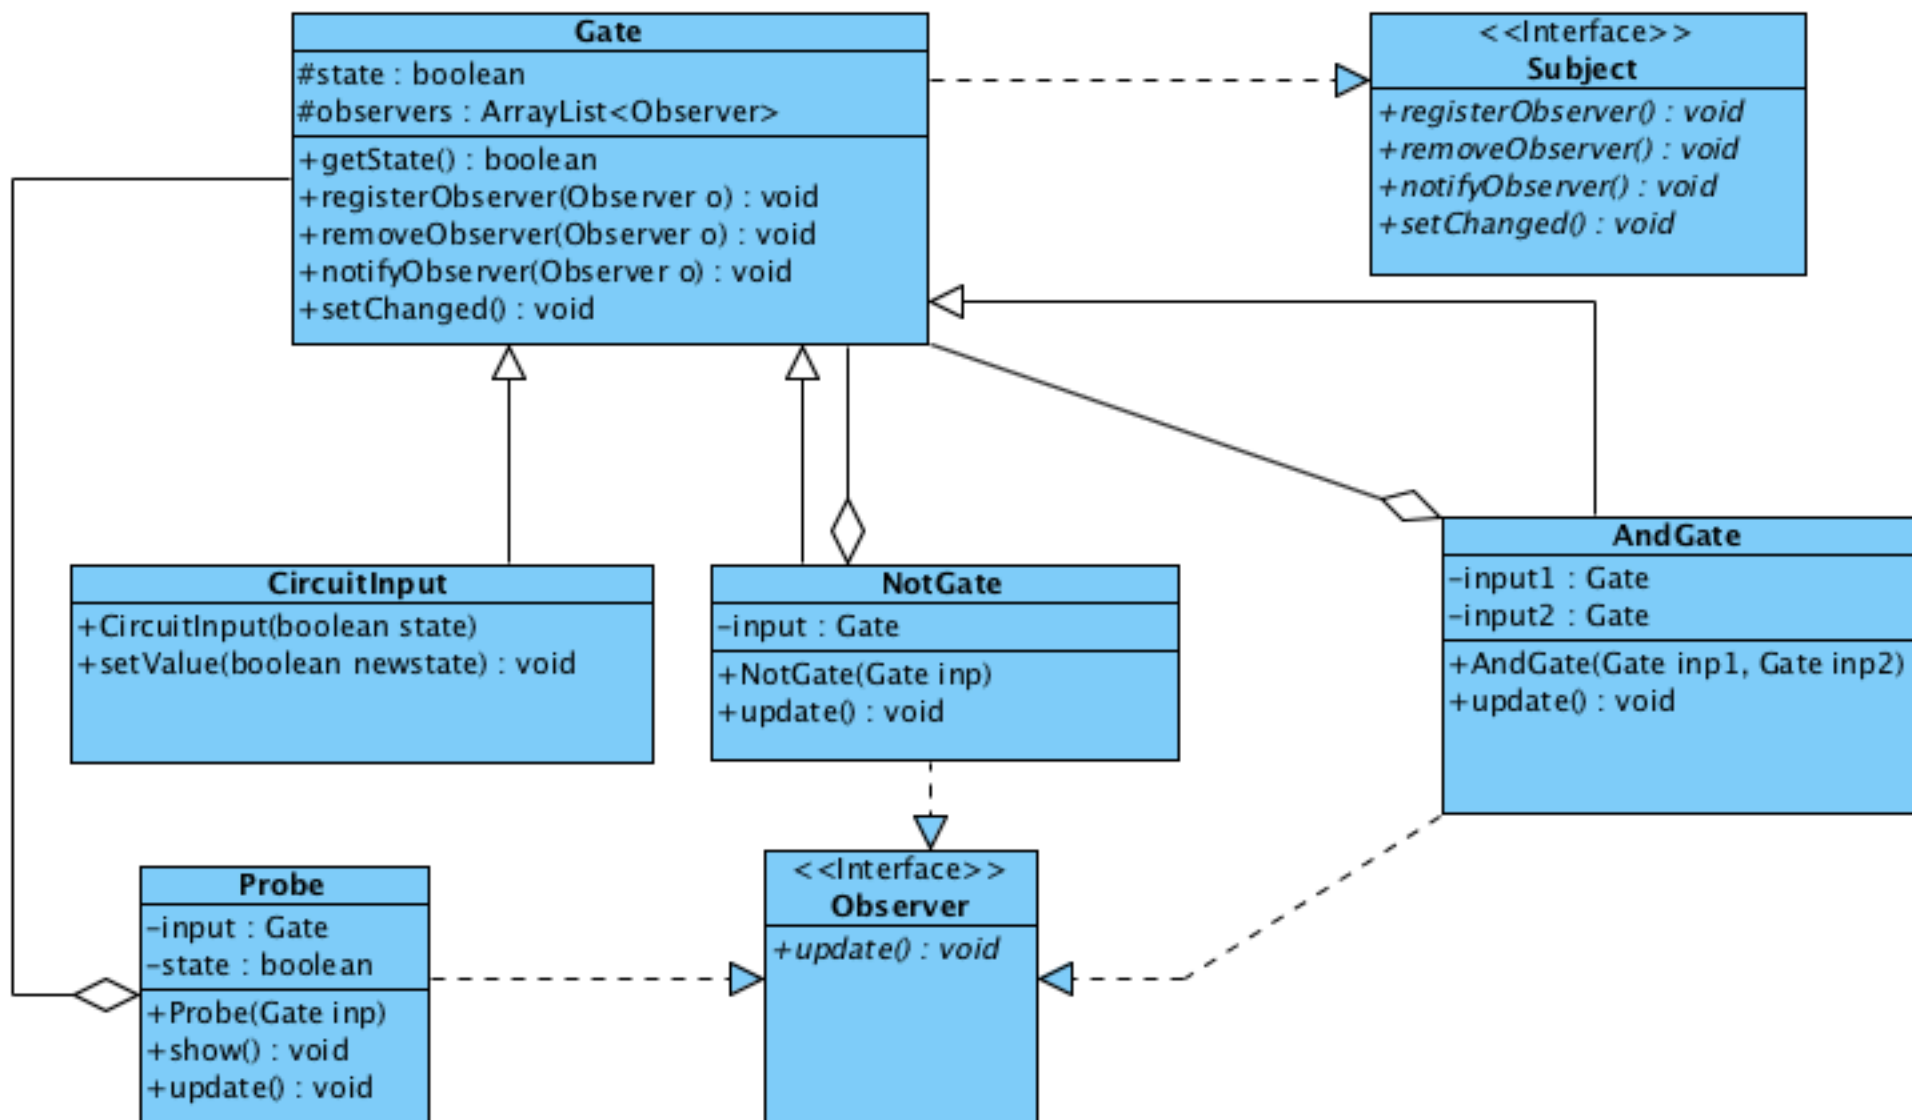 Gate
#state : boolean
#observers : ArrayList<Observer>
+getState() : boolean
+registerObserver(Observer o) : void
+removeObserver(Observer o) : void
+notifyObserver(Observer o) : void
+setChanged() : void
<<Interface>>
Subject
+registerObserver() : void
+removeObserver() : void
+notifyObserver() : void
+setChanged() : void
CircuitInput
+CircuitInput(boolean state)
+setValue(boolean newstate) : void
NotGate
-input : Gate
+NotGate(Gate inp)
+update() : void
AndGate
-input1 : Gate
-input2 : Gate
+AndGate(Gate inp1, Gate inp2)
+update() : void
Probe
-input : Gate
-state : boolean
+Probe(Gate inp)
+show() : void
+update() : void
<<Interface>>
Observer
+update() : void